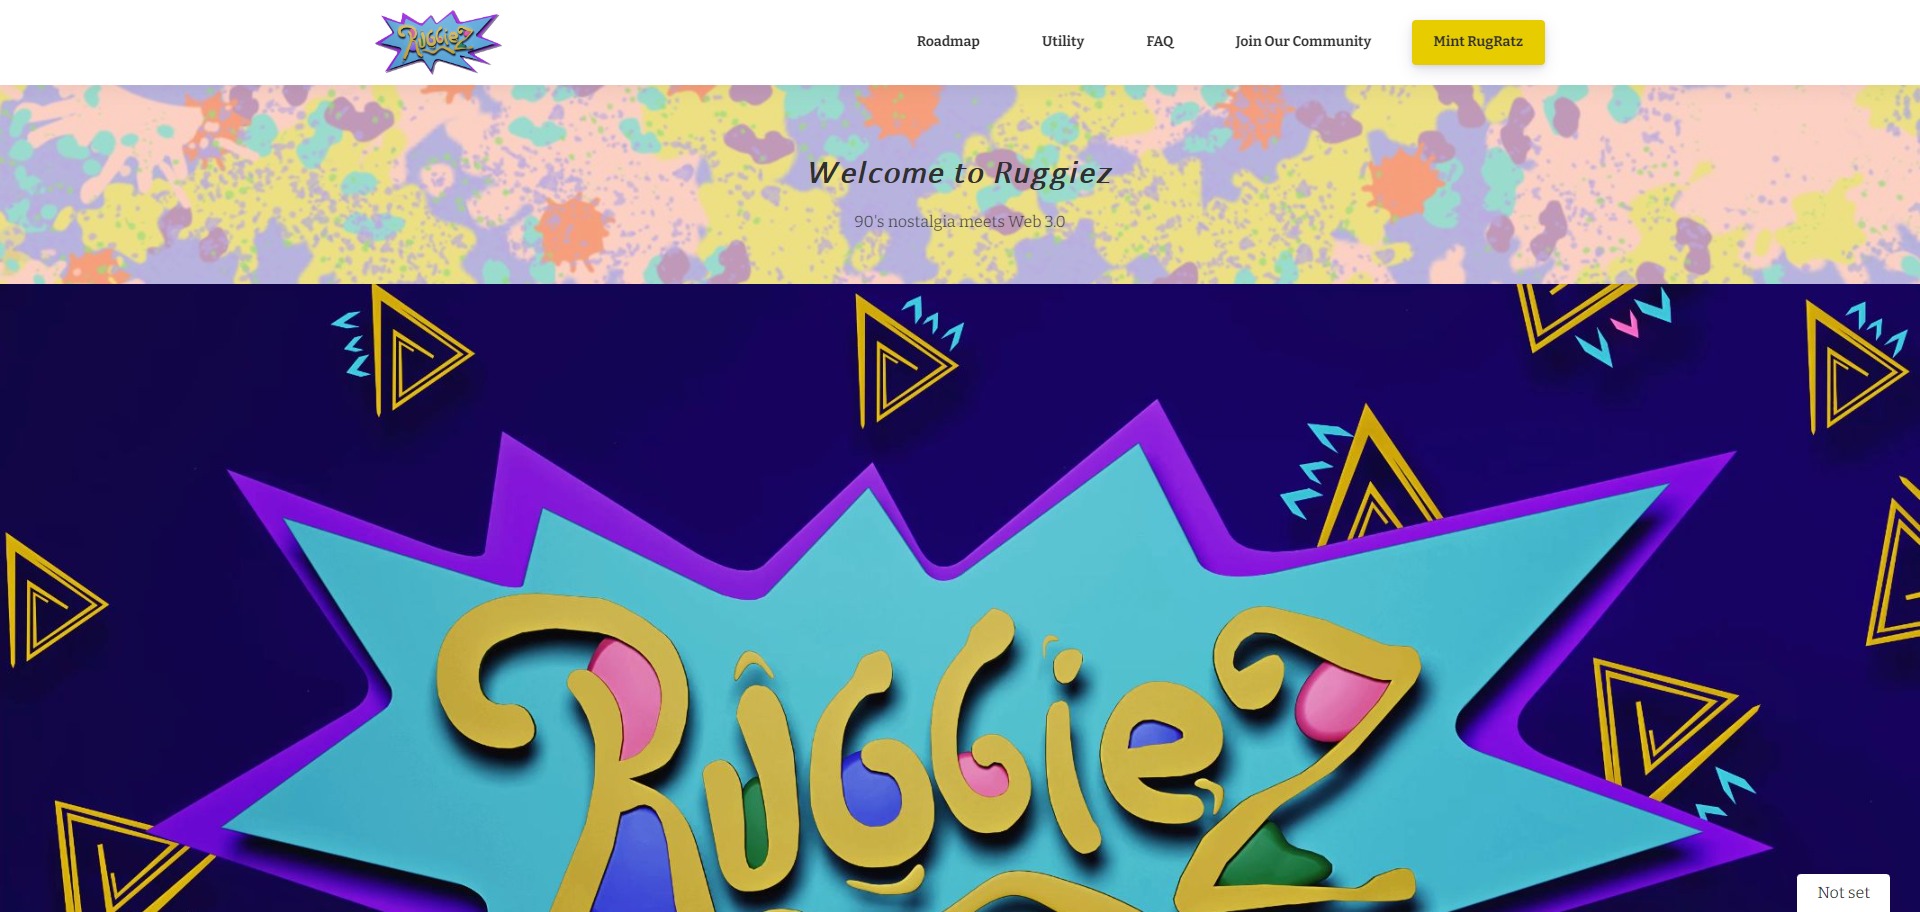 RuggieZ
Roadmap
Utility
FAQ
Join Our Community
Mint RugRatz
Welcome to Ruggiez
90's nostalgia meets Web 3.0
RuggieZ
Not set